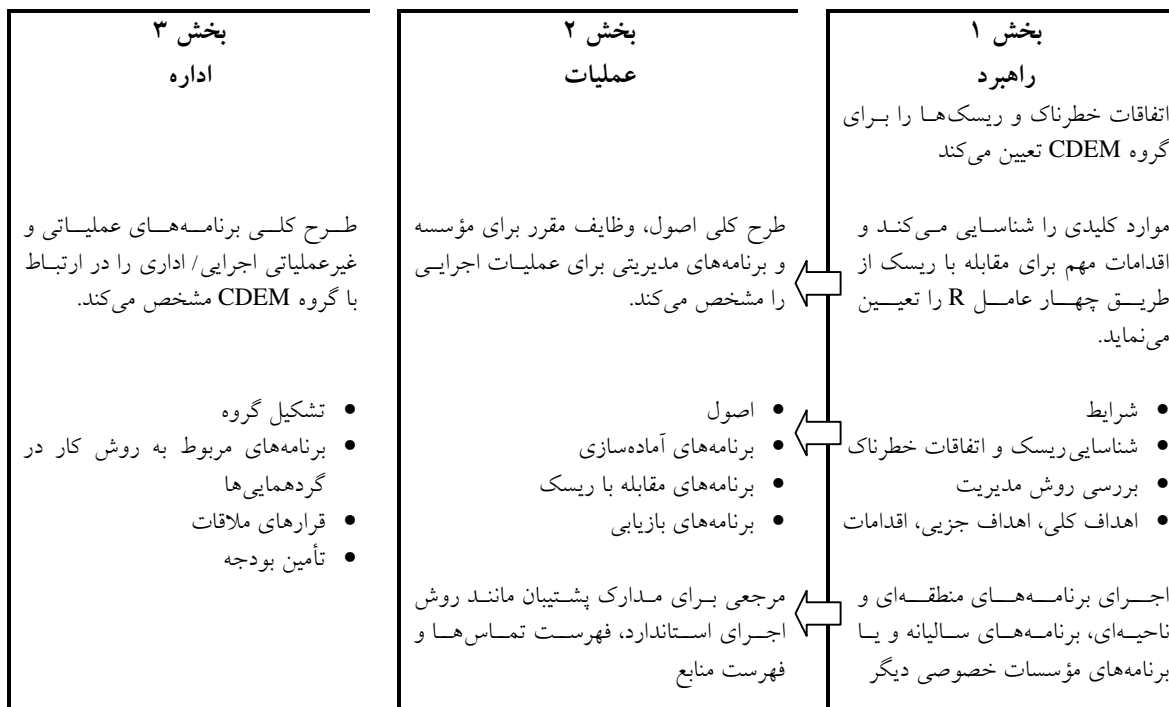 بخش ۱
راهبرد
اتفاقات خطرناک و ریسک‌ها را برای
گروه CDEM تعیین می‌کند
موارد کلیدی را شناسایی می‌کند و
اقدامات مهم برای مقابله با ریسک از
طریق چهار عامل R را تعیین
می‌نماید.
• شرایط
• شناسایی ریسک و اتفاقات خطرناک
• بررسی روش مدیریت
• اهداف کلی، اهداف جزیی، اقدامات
اجرای برنامه‌های منطقه‌ای و
ناحیه‌ای، برنامه‌های سالیانه و یا
برنامه‌های مؤسسات خصوصی دیگر
بخش ۲
عملیات
طرح کلی اصول، وظایف مقرر برای مؤسسه
و برنامه‌های مدیریتی برای عملیات اجرایی
را مشخص می‌کند.
• اصول
• برنامه‌های آماده‌سازی
• برنامه‌های مقابله با ریسک
• برنامه‌های بازیابی
مرجعی برای مدارک پشتیبان مانند روش
اجرای استاندارد، فهرست تماس‌ها و
فهرست منابع
بخش ۳
اداره
طرح کلی برنامه‌های عملیاتی و
غیرعملیاتی اجرایی/ اداری را در ارتباط
با گروه CDEM مشخص می‌کند.
• تشکیل گروه
• برنامه‌های مربوط به روش کار در
گردهمایی‌ها
• قرارهای ملاقات
• تأمین بودجه